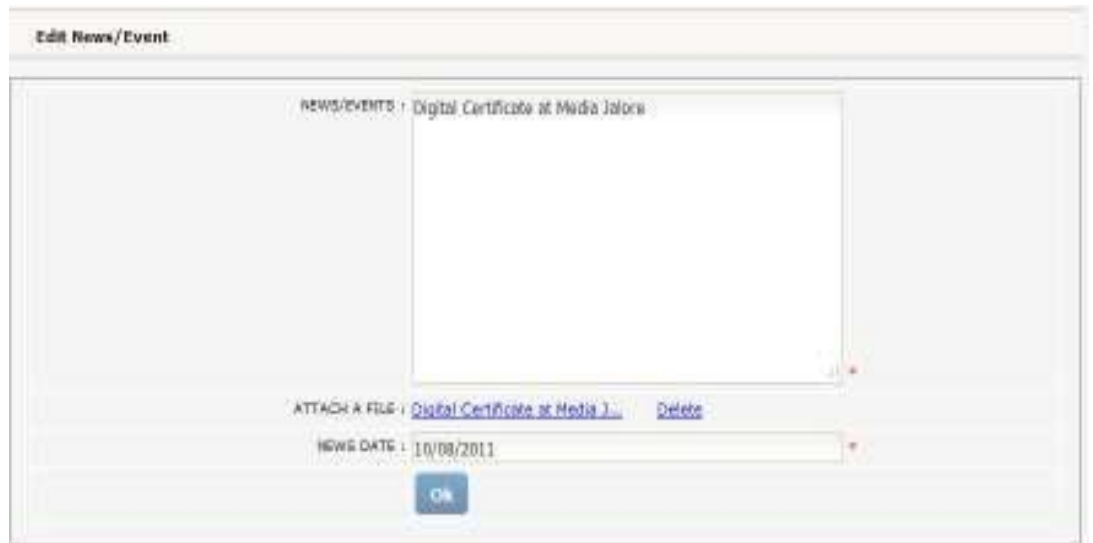 Edit News/Event
NEWS/EVENTS : Digital Certificate at Media Jalore
*
ATTACH A FILE : Digital Certificate at Media J... Delete
NEWS DATE : 10/08/2011 *
Ok